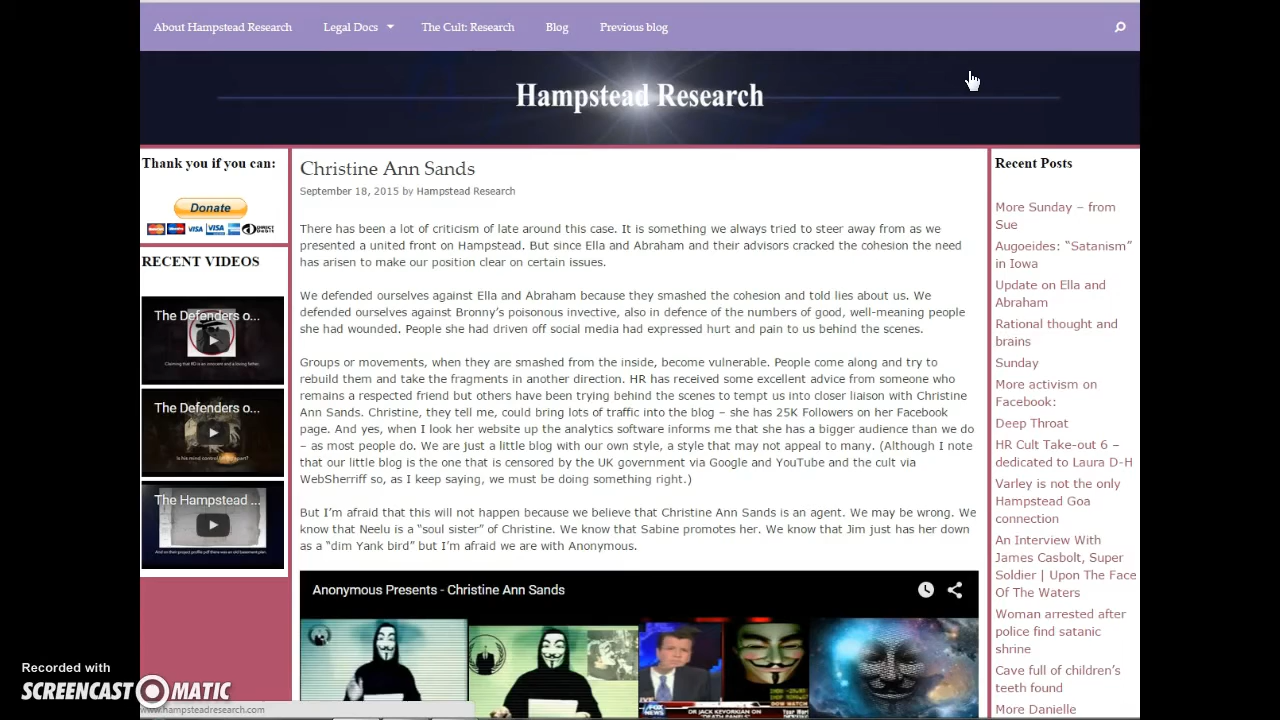 About Hampstead Research
Legal Docs
The Cult: Research
Blog
Previous blog
Hampstead Research
Thank you if you can:
Donate
VISA
RECENT VIDEOS
The Defenders o...
The Defenders o...
The Hampstead ...
Christine Ann Sands
September 18, 2015 by Hampstead Research
There has been a lot of criticism of late around this case. It is something we always tried to steer away from as we
presented a united front on Hampstead. But since Ella and Abraham and their advisors cracked the cohesion the need
has arisen to make our position clear on certain issues.
We defended ourselves against Ella and Abraham because they smashed the cohesion and told lies about us. We
defended ourselves against Bronny's poisonous invective, also in defence of the numbers of good, well-meaning people
she had wounded. People she had driven off social media had expressed hurt and pain to us behind the scenes.
Groups or movements, when they are smashed from the inside, become vulnerable. People come along and try to
rebuild them and take the fragments in another direction. HR has received some excellent advice from someone who
remains a respected friend but others have been trying behind the scenes to tempt us into closer liaison with Christine
Ann Sands. Christine, they tell me, could bring lots of traffic into the blog – she has 25K Followers on her Facebook
page. And yes, when I look her website up the analytics software informs me that she has a bigger audience than we do
– as most people do. We are just a little blog with our own style, a style that may not appeal to many. (Although I note
that our little blog is the one that is censored by the UK government via Google and YouTube and the cult via
WebSherriff so, as I keep saying, we must be doing something right.)
But I'm afraid that this will not happen because we believe that Christine Ann Sands is an agent. We may be wrong. We
know that Neelu is a “soul sister” of Christine. We know that Sabine promotes her. We know that Jim just has her down
as a “dim Yank bird” but I'm afraid we are with Anonymous.
Anonymous Presents - Christine Ann Sands
DR JACK KEVORKIAN ON
Recent Posts
More Sunday – from
Sue
Augoeides: “Satanism”
in Iowa
Update on Ella and
Abraham
Rational thought and
brains
Sunday
More activism on
Facebook:
Deep Throat
HR Cult Take-out 6 –
dedicated to Laura D-H
Varley is not the only
Hampstead Goa
connection
An Interview With
James Casbolt, Super
Soldier | Upon The Face
Of The Waters
Woman arrested after
police find satanic
shrine
Cave full of children's
teeth found
More Danielle
Recorded with
SCREENCAST O MATIC
www.hampsteadresearch.com